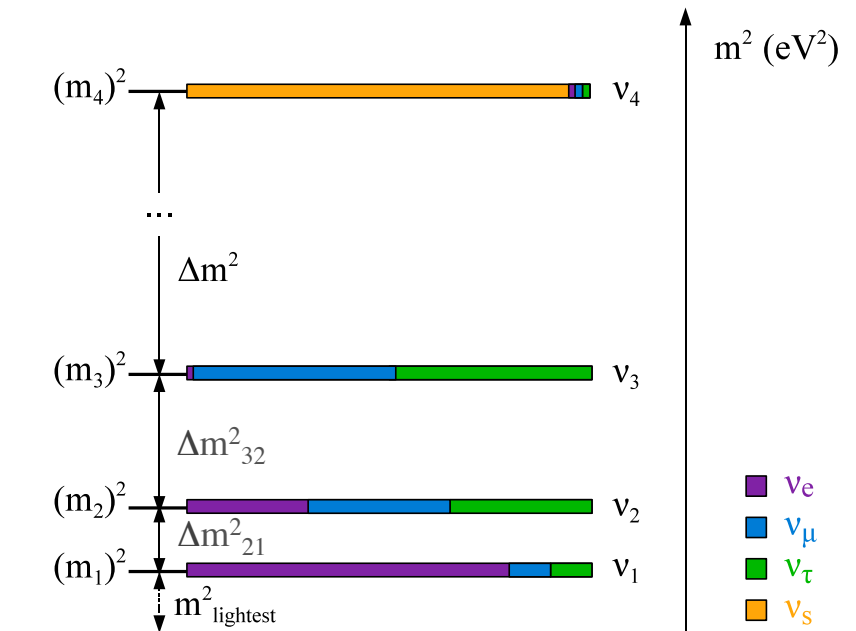 m² (eV²)
(m₄)² ν₄
...
Δm²
(m₃)² ν₃
Δm²₃₂
(m₂)² ν₂
Δm²₂₁
(m₁)² ν₁
m²lightest
νe
νμ
ντ
νs